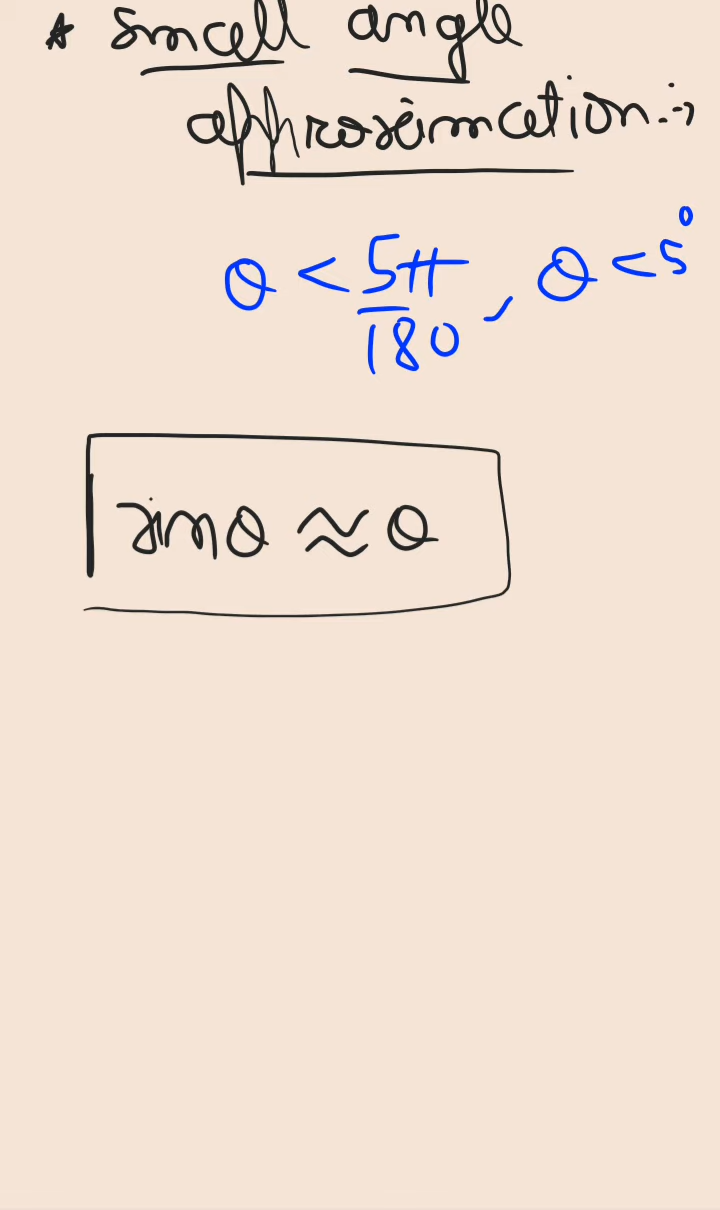 * small angle
approximation :→
θ < 5π/180 , θ < 5°
sinθ ≈ θ